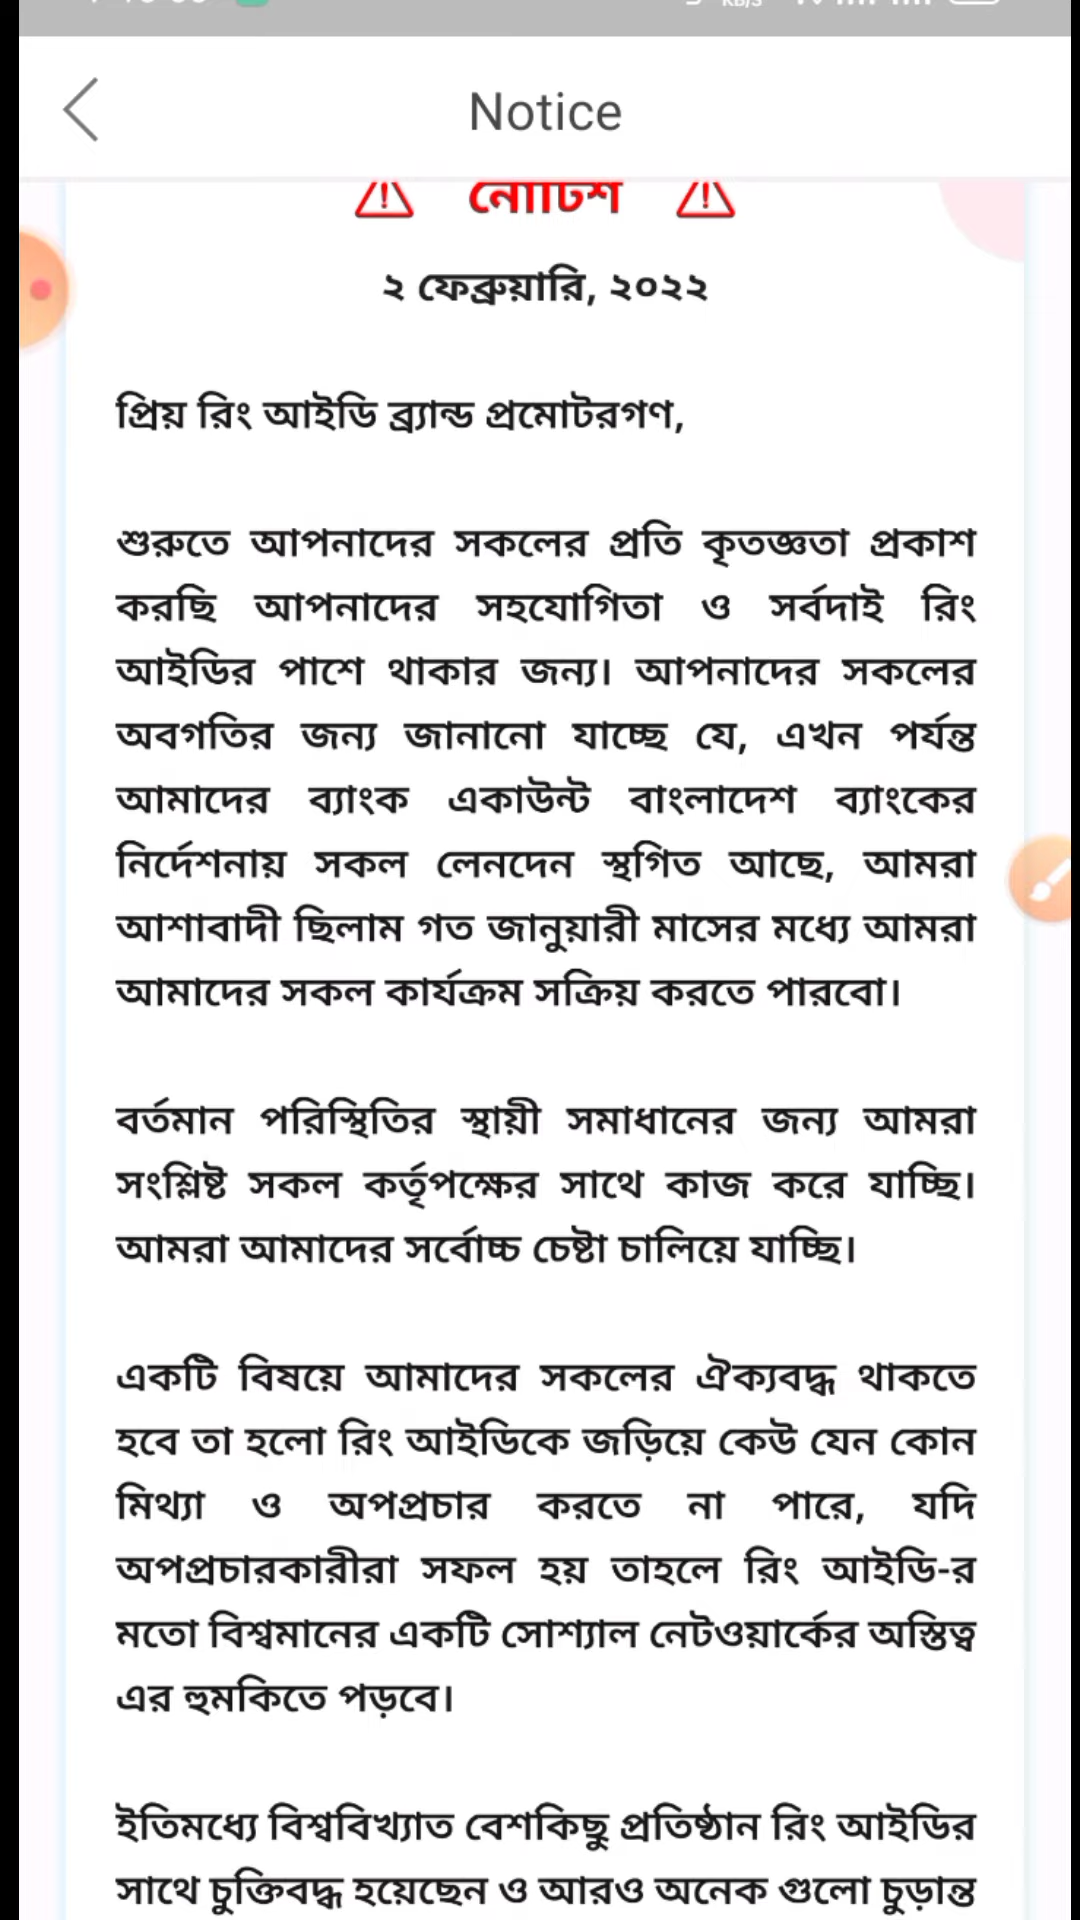 KB/S
Notice
নোটিশ
২ ফেব্রুয়ারি, ২০২২
প্রিয় রিং আইডি ব্র্যান্ড প্রমোটরগণ,
শুরুতে আপনাদের সকলের প্রতি কৃতজ্ঞতা প্রকাশ
করছি আপনাদের সহযোগিতা ও সর্বদাই রিং
আইডির পাশে থাকার জন্য। আপনাদের সকলের
অবগতির জন্য জানানো যাচ্ছে যে, এখন পর্যন্ত
আমাদের ব্যাংক একাউন্ট বাংলাদেশ ব্যাংকের
নির্দেশনায় সকল লেনদেন স্থগিত আছে, আমরা
আশাবাদী ছিলাম গত জানুয়ারী মাসের মধ্যে আমরা
আমাদের সকল কার্যক্রম সক্রিয় করতে পারবো।
বর্তমান পরিস্থিতির স্থায়ী সমাধানের জন্য আমরা
সংশ্লিষ্ট সকল কর্তৃপক্ষের সাথে কাজ করে যাচ্ছি।
আমরা আমাদের সর্বোচ্চ চেষ্টা চালিয়ে যাচ্ছি।
একটি বিষয়ে আমাদের সকলের ঐক্যবদ্ধ থাকতে
হবে তা হলো রিং আইডিকে জড়িয়ে কেউ যেন কোন
মিথ্যা ও অপপ্রচার করতে না পারে, যদি
অপপ্রচারকারীরা সফল হয় তাহলে রিং আইডি-র
মতো বিশ্বমানের একটি সোশ্যাল নেটওয়ার্কের অস্তিত্ব
এর হুমকিতে পড়বে।
ইতিমধ্যে বিশ্ববিখ্যাত বেশকিছু প্রতিষ্ঠান রিং আইডির
সাথে চুক্তিবদ্ধ হয়েছেন ও আরও অনেক গুলো চুড়ান্ত